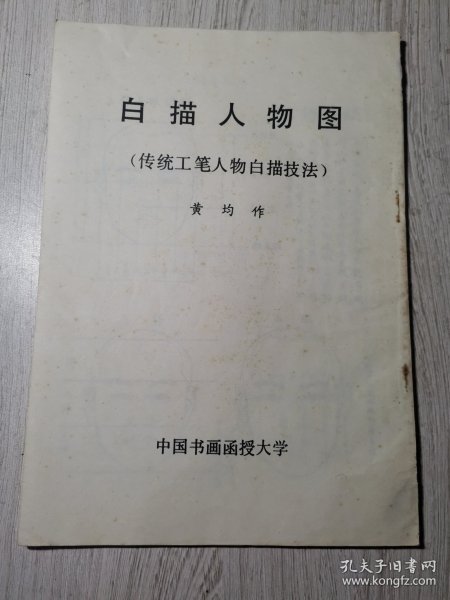 白描人物图
（传统工笔人物白描技法）
黄均作
中国书画函授大学
孔夫子旧书网
www.kongfz.com